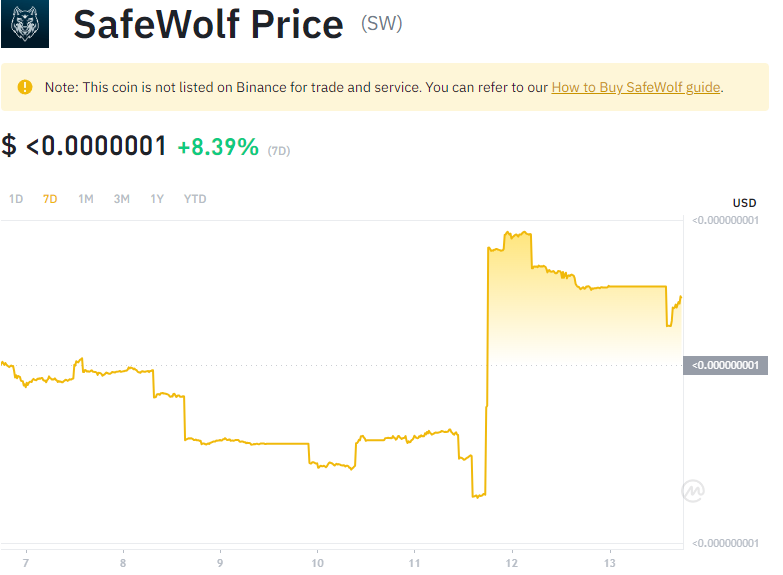 SafeWolf Price (SW)
Note: This coin is not listed on Binance for trade and service. You can refer to our How to Buy SafeWolf guide.
$ <0.0000001 +8.39% (7D)
1D 7D 1M 3M 1Y YTD
USD
<0.000000001
<0.000000001
<0.000000001
7 8 9 10 11 12 13